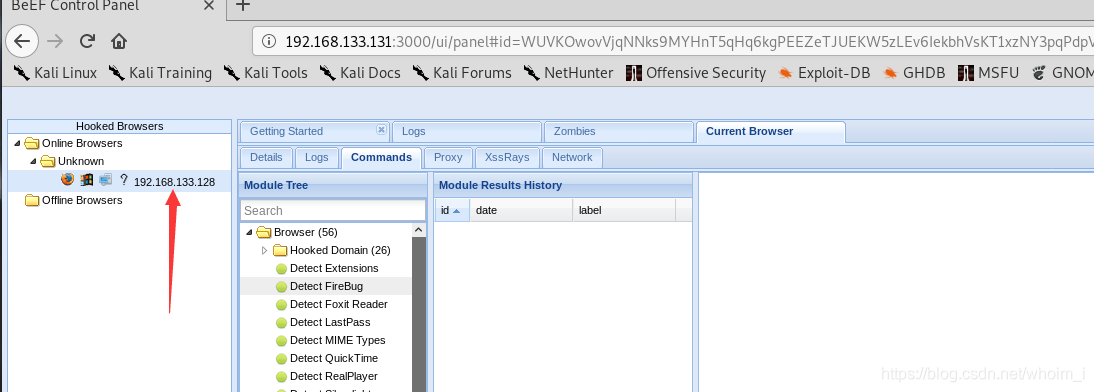 BeEF Control Panel
192.168.133.131:3000/ui/panel#id=WUVKOwovVjqNNks9MYHnT5qHq6kgPEEZeTJUEKW5zLEv6IekbhVsKT1xzNY3pqPdpV
Kali Linux Kali Training Kali Tools Kali Docs Kali Forums NetHunter Offensive Security Exploit-DB GHDB MSFU GNOM
Hooked Browsers
Getting Started Logs Zombies Current Browser
Online Browsers
Unknown
192.168.133.128
Offline Browsers
Details Logs Commands Proxy XssRays Network
Module Tree
Search
Browser (56)
Hooked Domain (26)
Detect Extensions
Detect FireBug
Detect Foxit Reader
Detect LastPass
Detect MIME Types
Detect QuickTime
Detect RealPlayer
Module Results History
id date label
https://blog.csdn.net/whoim_i